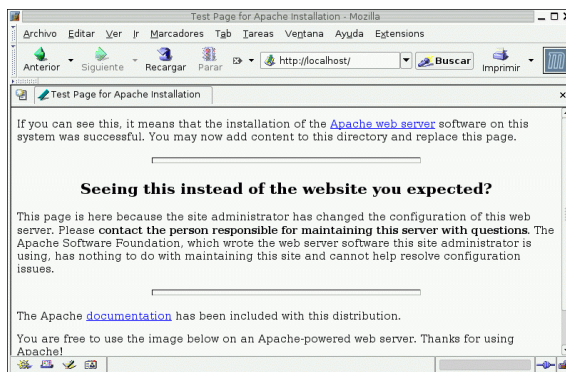 Test Page for Apache Installation - Mozilla
Archivo Editar Ver Ir Marcadores Tab Tareas Ventana Ayuda Extensions
Anterior Siguiente Recargar Parar http://localhost/ Buscar Imprimir
Test Page for Apache Installation
If you can see this, it means that the installation of the Apache web server software on this
system was successful. You may now add content to this directory and replace this page.
Seeing this instead of the website you expected?
This page is here because the site administrator has changed the configuration of this web
server. Please contact the person responsible for maintaining this server with questions. The
Apache Software Foundation, which wrote the web server software this site administrator is
using, has nothing to do with maintaining this site and cannot help resolve configuration
issues.
The Apache documentation has been included with this distribution.
You are free to use the image below on an Apache-powered web server. Thanks for using
Apache!